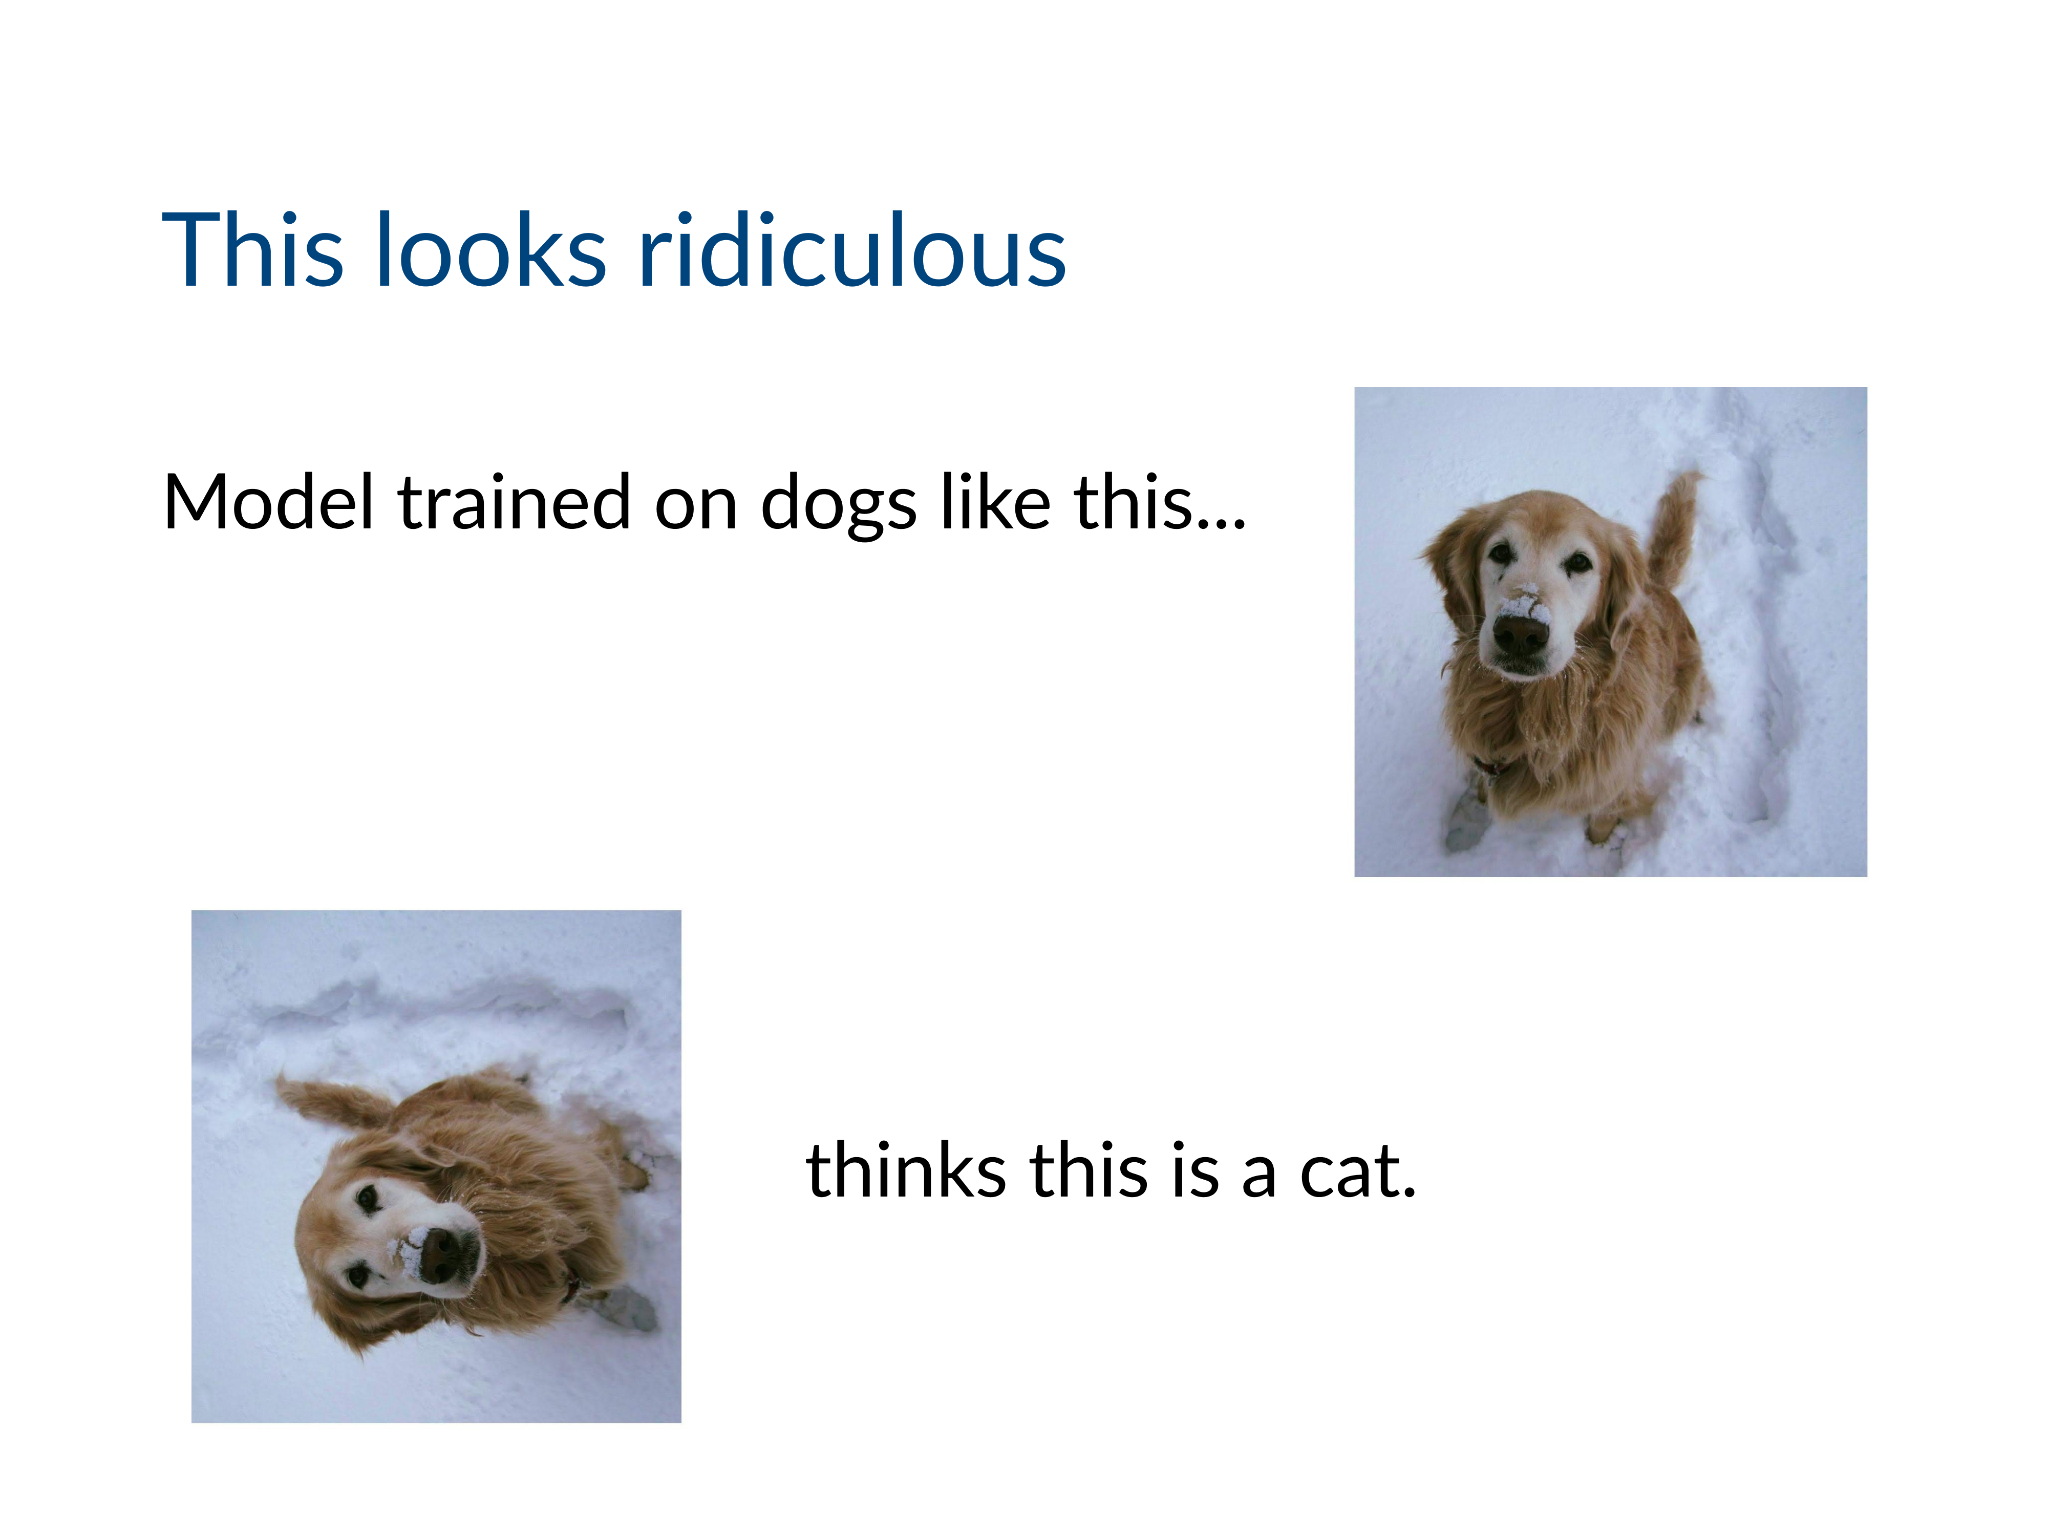 This looks ridiculous
Model trained on dogs like this...
thinks this is a cat.